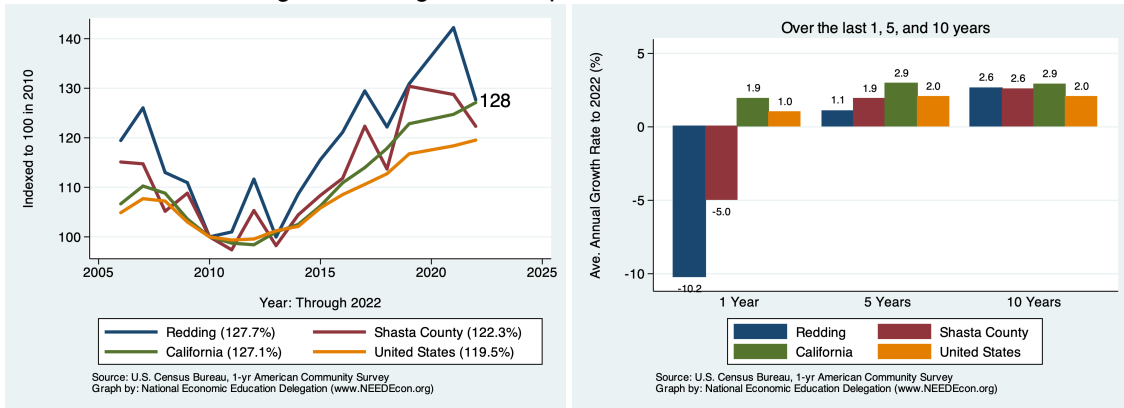 140
130
120
110
100
Indexed to 100 in 2010
128
2005
2010
2015
2020
2025
Year: Through 2022
Redding (127.7%)
Shasta County (122.3%)
California (127.1%)
United States (119.5%)
Source: U.S. Census Bureau, 1-yr American Community Survey
Graph by: National Economic Education Delegation (www.NEEDEcon.org)
Over the last 1, 5, and 10 years
Ave. Annual Growth Rate to 2022 (%)
5
0
-5
-10
-10.2
-5.0
1.9
1.0
1.1
1.9
2.9
2.0
2.6
2.6
2.9
2.0
1 Year
5 Years
10 Years
Redding
Shasta County
California
United States
Source: U.S. Census Bureau, 1-yr American Community Survey
Graph by: National Economic Education Delegation (www.NEEDEcon.org)